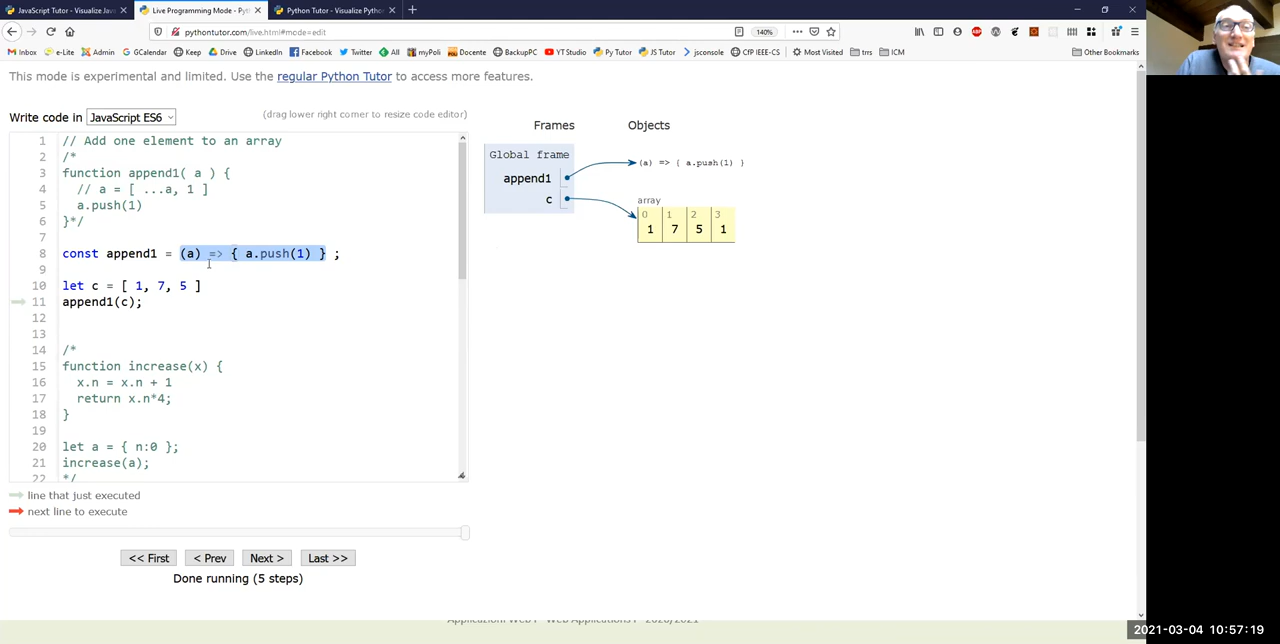 JavaScript Tutor - Visualize Java
Live Programming Mode - Pyt
Python Tutor - Visualize Python
pythontutor.com/live.html#mode=edit
140%
Inbox
e-Lite
Admin
GCalendar
Keep
Drive
LinkedIn
Facebook
Twitter
All
myPoli
Docente
BackupPC
YT Studio
Py Tutor
JS Tutor
jsconsole
CfP IEEE-CS
Most Visited
trs
ICM
Other Bookmarks
This mode is experimental and limited. Use the regular Python Tutor to access more features.
Write code in JavaScript ES6
(drag lower right corner to resize code editor)
1 // Add one element to an array
2 /*
3 function append1( a ) {
4 // a = [ ...a, 1 ]
5 a.push(1)
6 }*/
7
8 const append1 = (a) => { a.push(1) } ;
9
10 let c = [ 1, 7, 5 ]
11 append1(c);
12
13
14 /*
15 function increase(x) {
16 x.n = x.n + 1
17 return x.n*4;
18 }
19
20 let a = { n:0 };
21 increase(a);
22 */
line that just executed
next line to execute
<< First
< Prev
Next >
Last >>
Done running (5 steps)
Frames
Objects
Global frame
append1
c
(a) => { a.push(1) }
array
0 1 2 3
1 7 5 1
Applicazioni Web I - Web Applications I - 2020/2021
2021-03-04 10:57:19